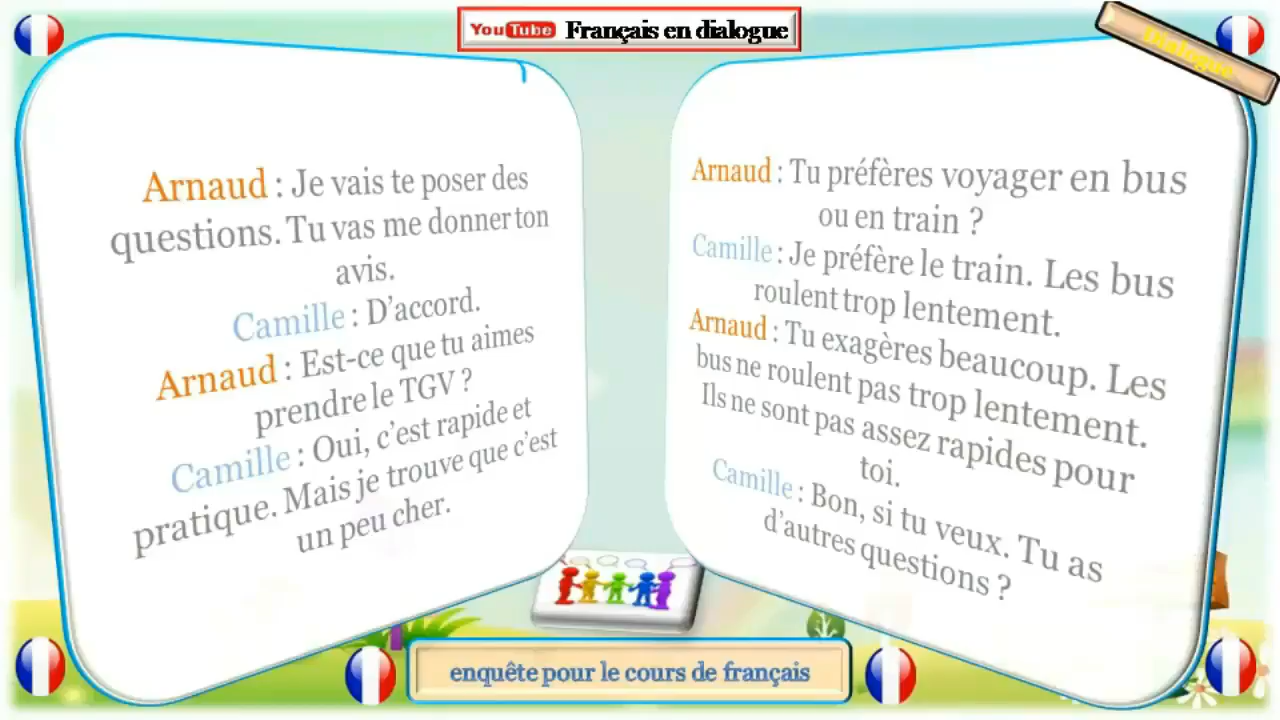 YouTube Français en dialogue
Dialogue
Arnaud : Je vais te poser des
questions. Tu vas me donner ton
avis.
Camille : D'accord.
Arnaud : Est-ce que tu aimes
prendre le TGV ?
Camille : Oui, c'est rapide et
pratique. Mais je trouve que c'est
un peu cher.
Arnaud : Tu préfères voyager en bus
ou en train ?
Camille : Je préfère le train. Les bus
roulent trop lentement.
Arnaud : Tu exagères beaucoup. Les
bus ne roulent pas trop lentement.
Ils ne sont pas assez rapides pour
toi.
Camille : Bon, si tu veux. Tu as
d'autres questions ?
enquête pour le cours de français